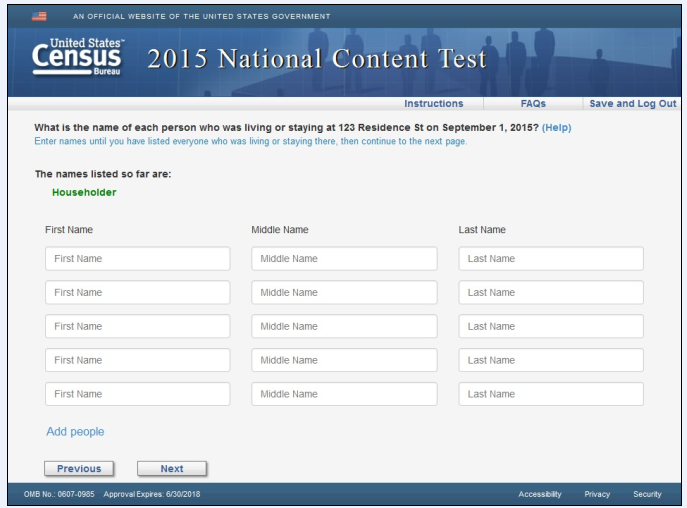 AN OFFICIAL WEBSITE OF THE UNITED STATES GOVERNMENT
United States™
Census
Bureau
2015 National Content Test
Instructions FAQs Save and Log Out
What is the name of each person who was living or staying at 123 Residence St on September 1, 2015? (Help)
Enter names until you have listed everyone who was living or staying there, then continue to the next page.
The names listed so far are:
Householder
First Name Middle Name Last Name
First Name Middle Name Last Name
First Name Middle Name Last Name
First Name Middle Name Last Name
First Name Middle Name Last Name
First Name Middle Name Last Name
Add people
Previous Next
OMB No.: 0607-0985 Approval Expires: 6/30/2018 Accessibility Privacy Security